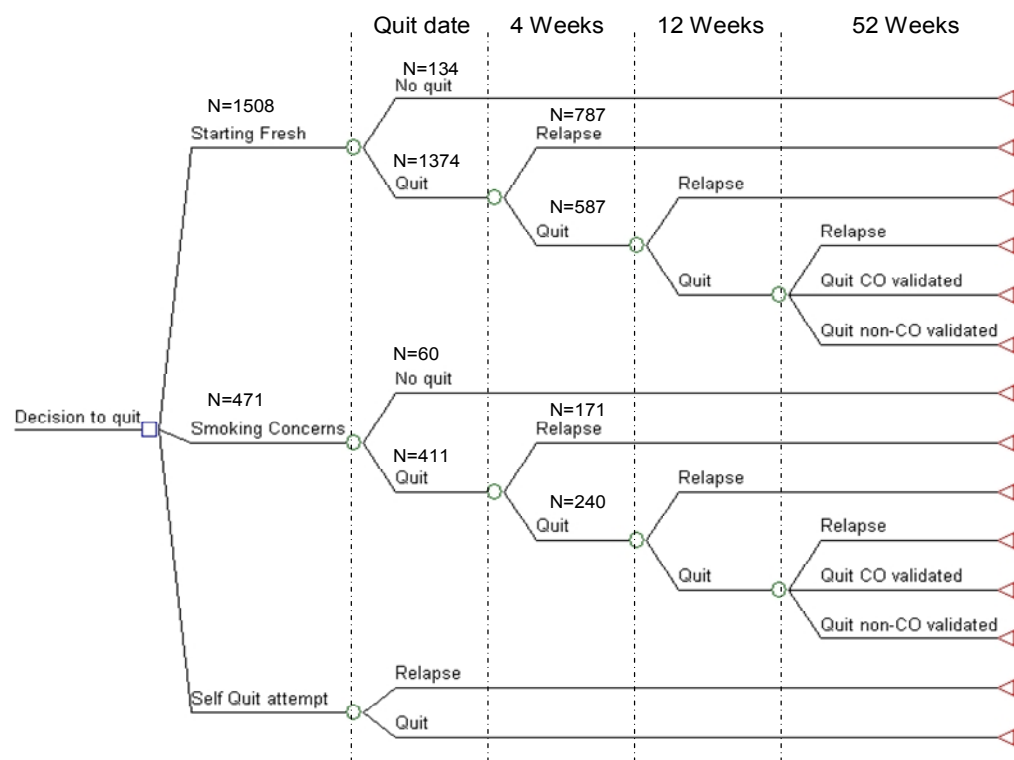 Quit date 4 Weeks 12 Weeks 52 Weeks
N=134
No quit
N=1508
Starting Fresh
N=787
Relapse
N=1374
Quit
Relapse
N=587
Quit
Relapse
Quit
Quit CO validated
Quit non-CO validated
N=60
No quit
N=471
Decision to quit
Smoking Concerns
N=171
Relapse
N=411
Quit
Relapse
N=240
Quit
Relapse
Quit
Quit CO validated
Quit non-CO validated
Relapse
Self Quit attempt
Quit